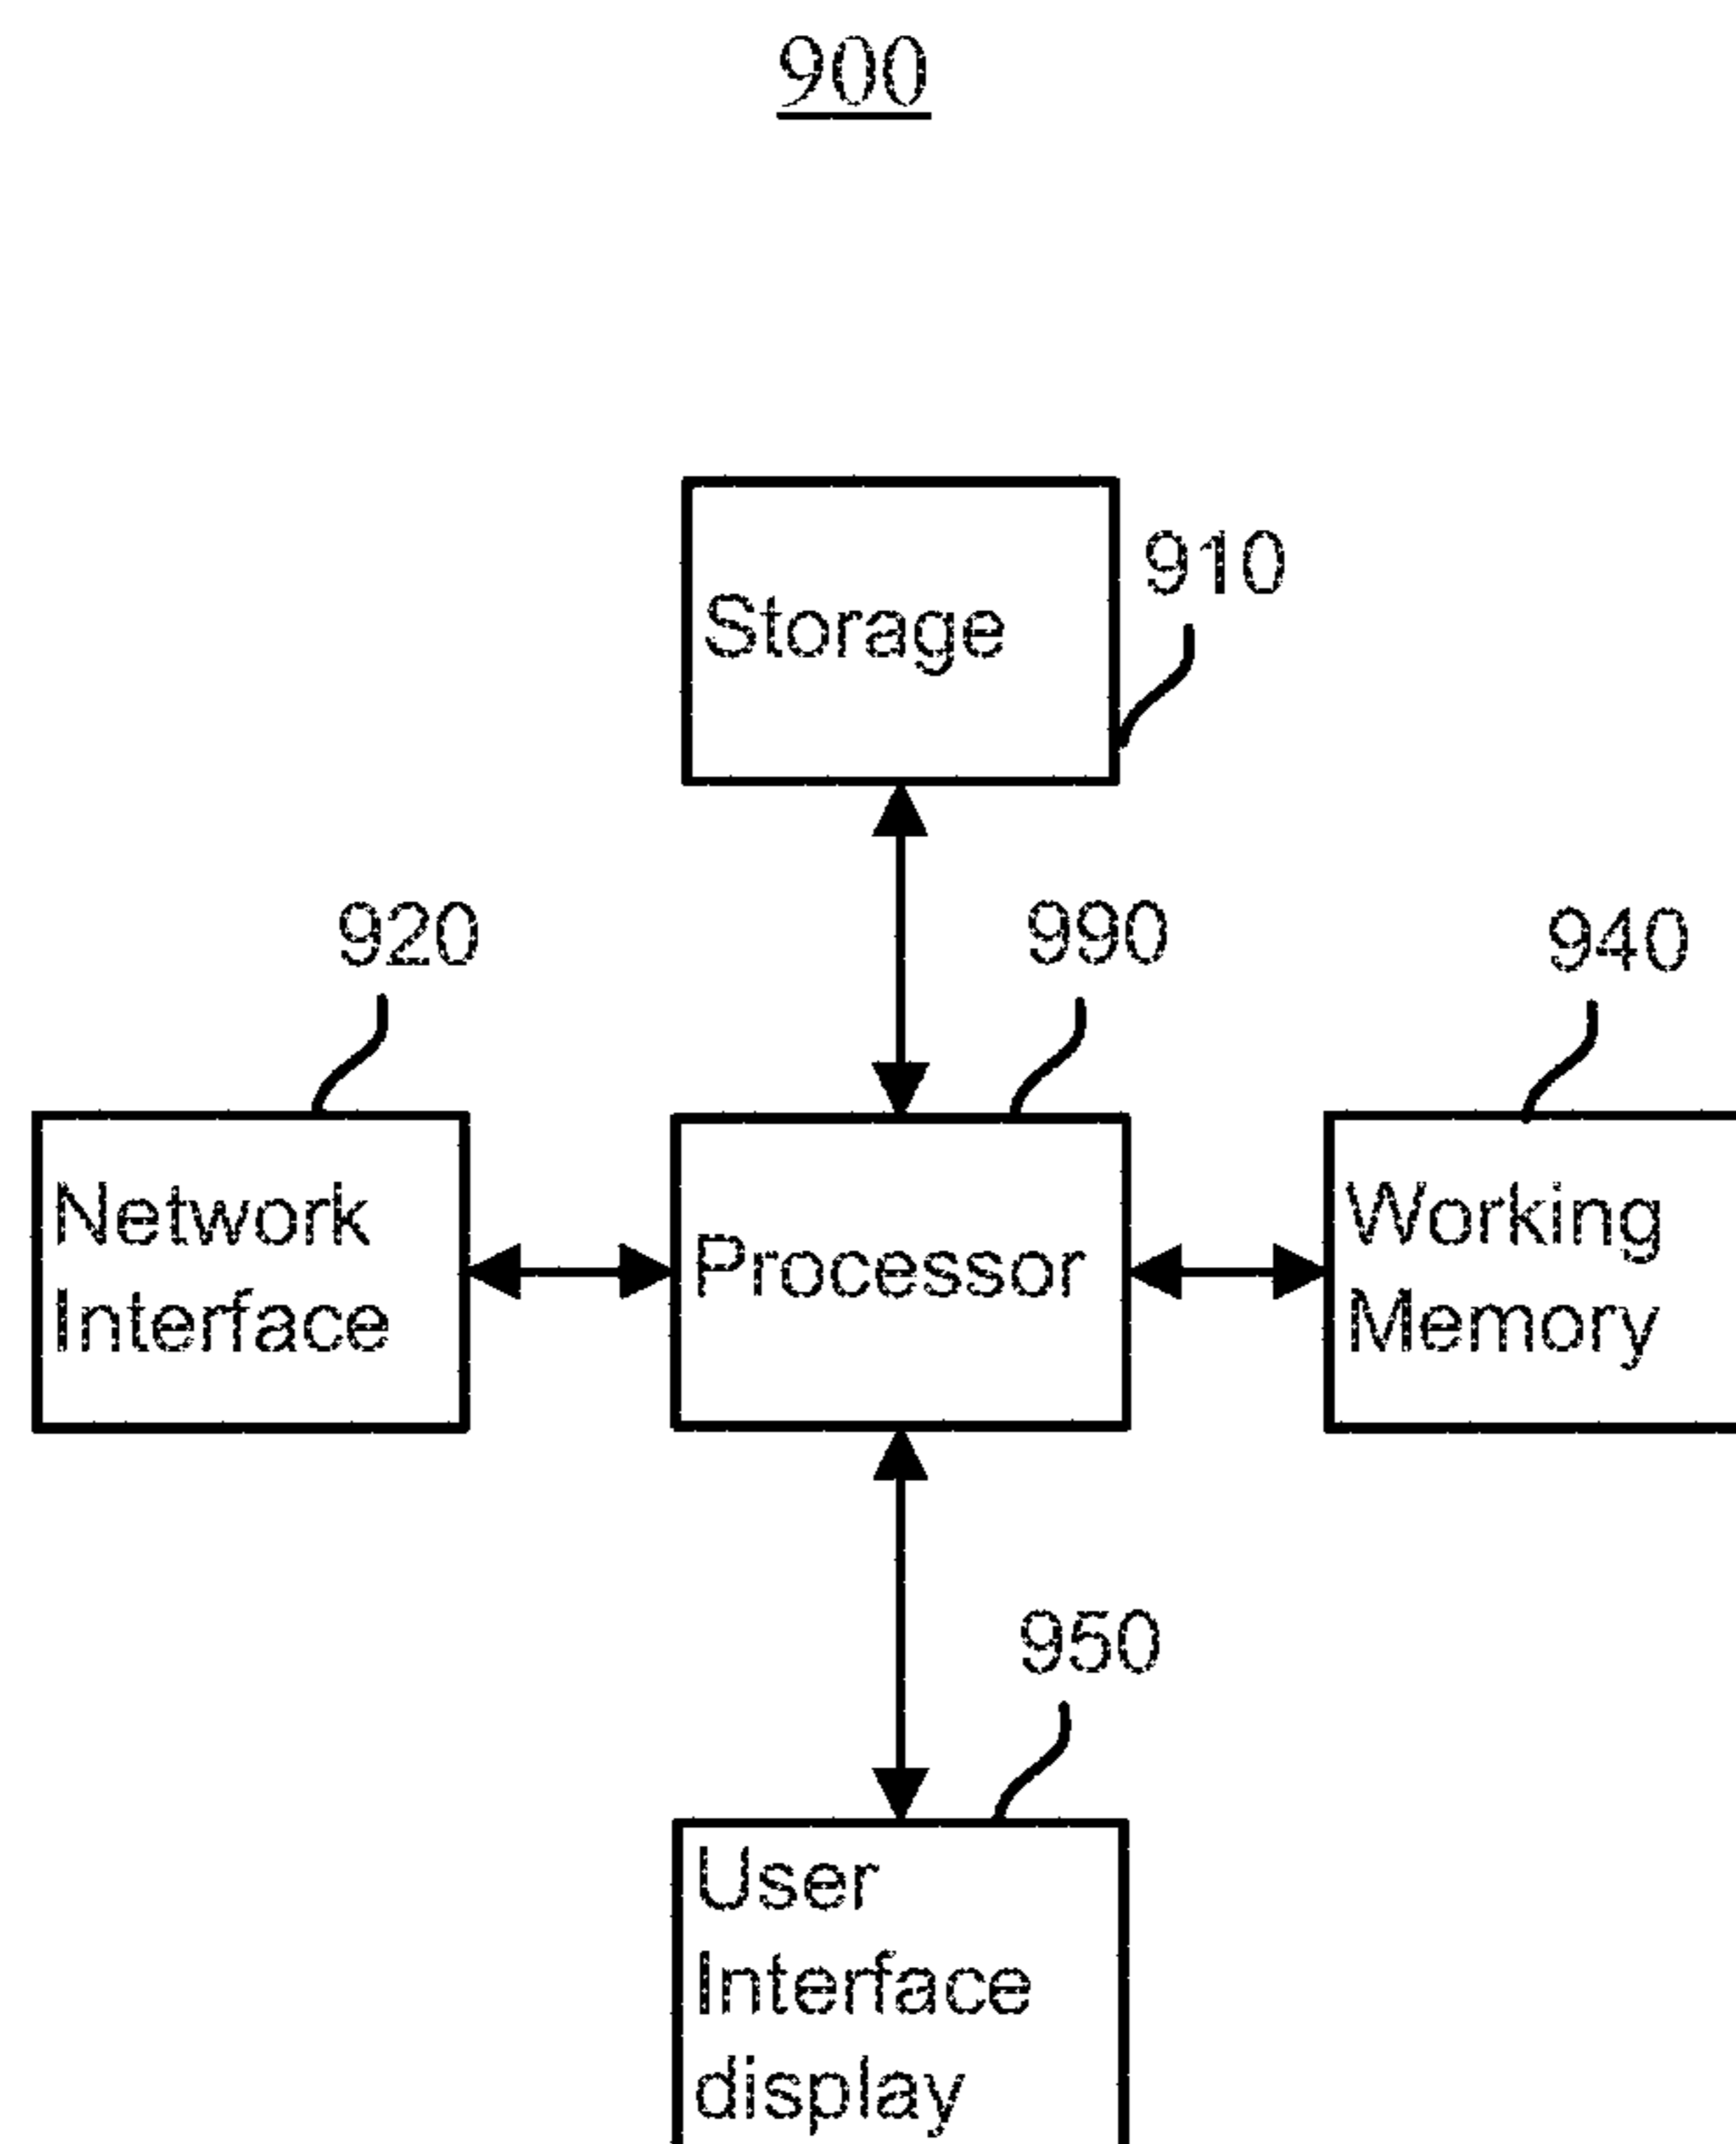 900
Storage
910
920
990
940
Network
Interface
Processor
Working
Memory
950
User
Interface
display